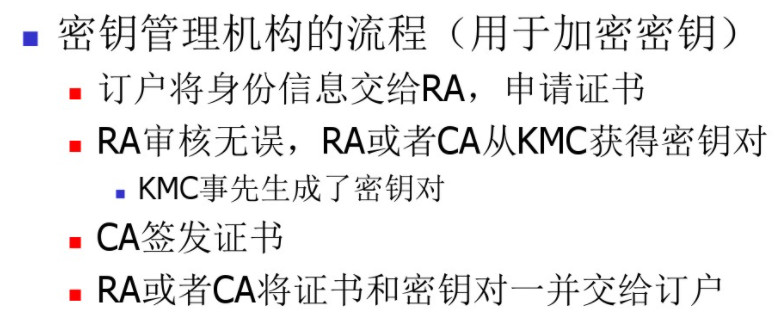 密钥管理机构的流程（用于加密密钥）
订户将身份信息交给RA，申请证书
RA审核无误，RA或者CA从KMC获得密钥对
KMC事先生成了密钥对
CA签发证书
RA或者CA将证书和密钥对一并交给订户